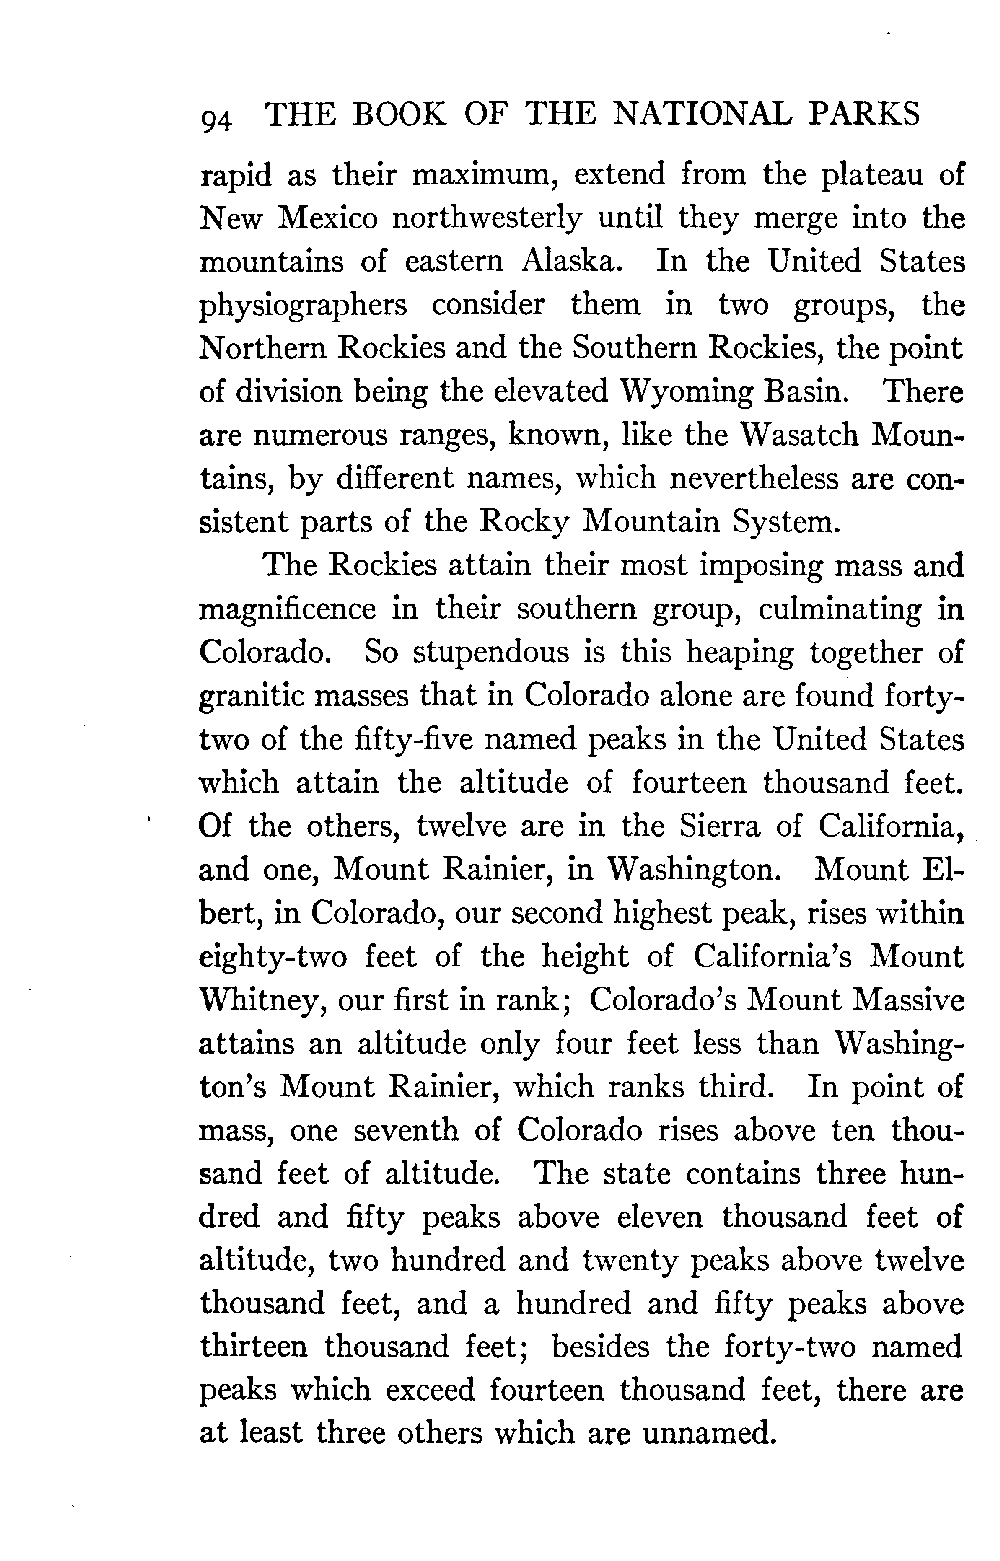 94 THE BOOK OF THE NATIONAL PARKS
rapid as their maximum, extend from the plateau of
New Mexico northwesterly until they merge into the
mountains of eastern Alaska. In the United States
physiographers consider them in two groups, the
Northern Rockies and the Southern Rockies, the point
of division being the elevated Wyoming Basin. There
are numerous ranges, known, like the Wasatch Moun-
tains, by different names, which nevertheless are con-
sistent parts of the Rocky Mountain System.
The Rockies attain their most imposing mass and
magnificence in their southern group, culminating in
Colorado. So stupendous is this heaping together of
granitic masses that in Colorado alone are found forty-
two of the fifty-five named peaks in the United States
which attain the altitude of fourteen thousand feet.
Of the others, twelve are in the Sierra of California,
and one, Mount Rainier, in Washington. Mount El-
bert, in Colorado, our second highest peak, rises within
eighty-two feet of the height of California's Mount
Whitney, our first in rank; Colorado's Mount Massive
attains an altitude only four feet less than Washing-
ton's Mount Rainier, which ranks third. In point of
mass, one seventh of Colorado rises above ten thou-
sand feet of altitude. The state contains three hun-
dred and fifty peaks above eleven thousand feet of
altitude, two hundred and twenty peaks above twelve
thousand feet, and a hundred and fifty peaks above
thirteen thousand feet; besides the forty-two named
peaks which exceed fourteen thousand feet, there are
at least three others which are unnamed.